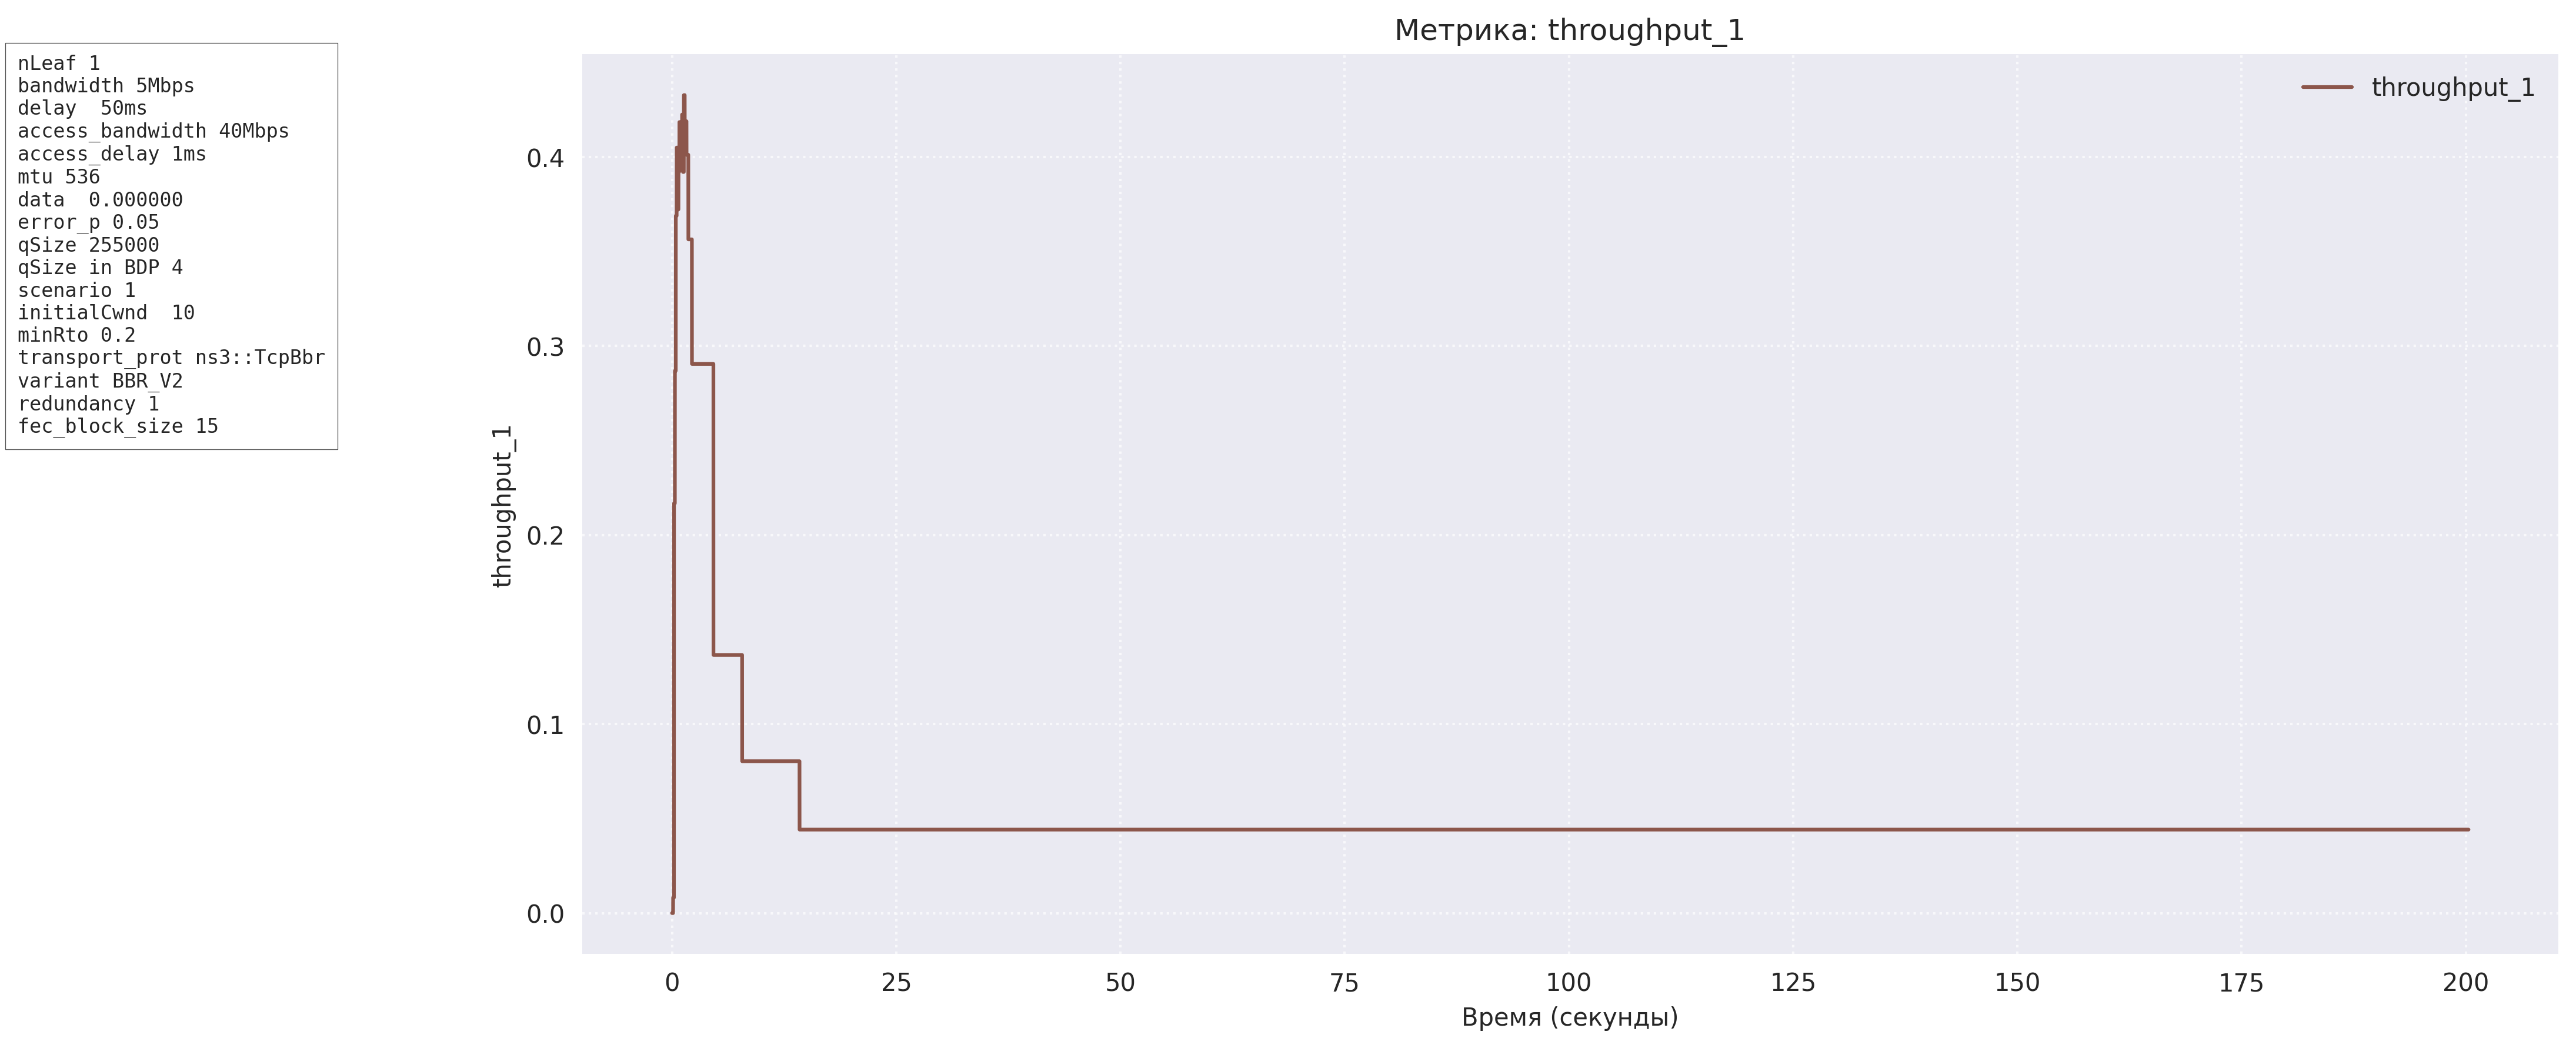 Метрика: throughput_1
nLeaf 1
bandwidth 5Mbps
delay  50ms
access_bandwidth 40Mbps
access_delay 1ms
mtu 536
data  0.000000
error_p 0.05
qSize 255000
qSize in BDP 4
scenario 1
initialCwnd  10
minRto 0.2
transport_prot ns3::TcpBbr
variant BBR_V2
redundancy 1
fec_block_size 15
throughput_1
throughput_1
0.4
0.3
0.2
0.1
0.0
0 25 50 75 100 125 150 175 200
Время (секунды)